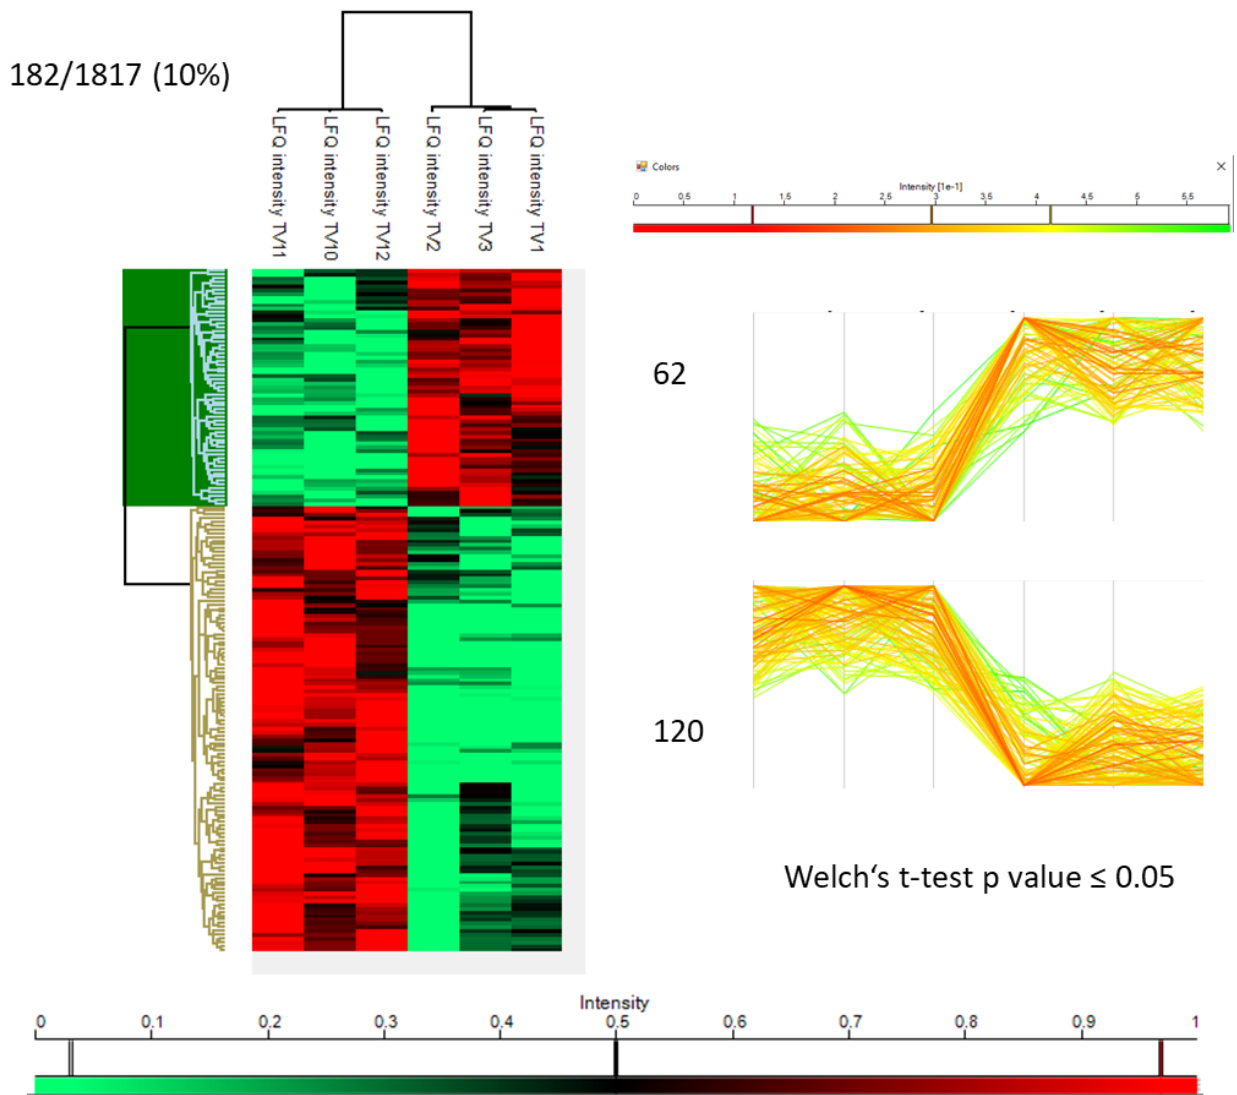 182/1817 (10%)
LFQ intensity TV11
LFQ intensity TV10
LFQ intensity TV12
LFQ intensity TV2
LFQ intensity TV3
LFQ intensity TV1
Colors
Intensity [1e-1]
0 0,5 1 1,5 2 2,5 3 3,5 4 4,5 5 5,5
62
120
Welch‘s t-test p value ≤ 0.05
Intensity
0 0.1 0.2 0.3 0.4 0.5 0.6 0.7 0.8 0.9 1